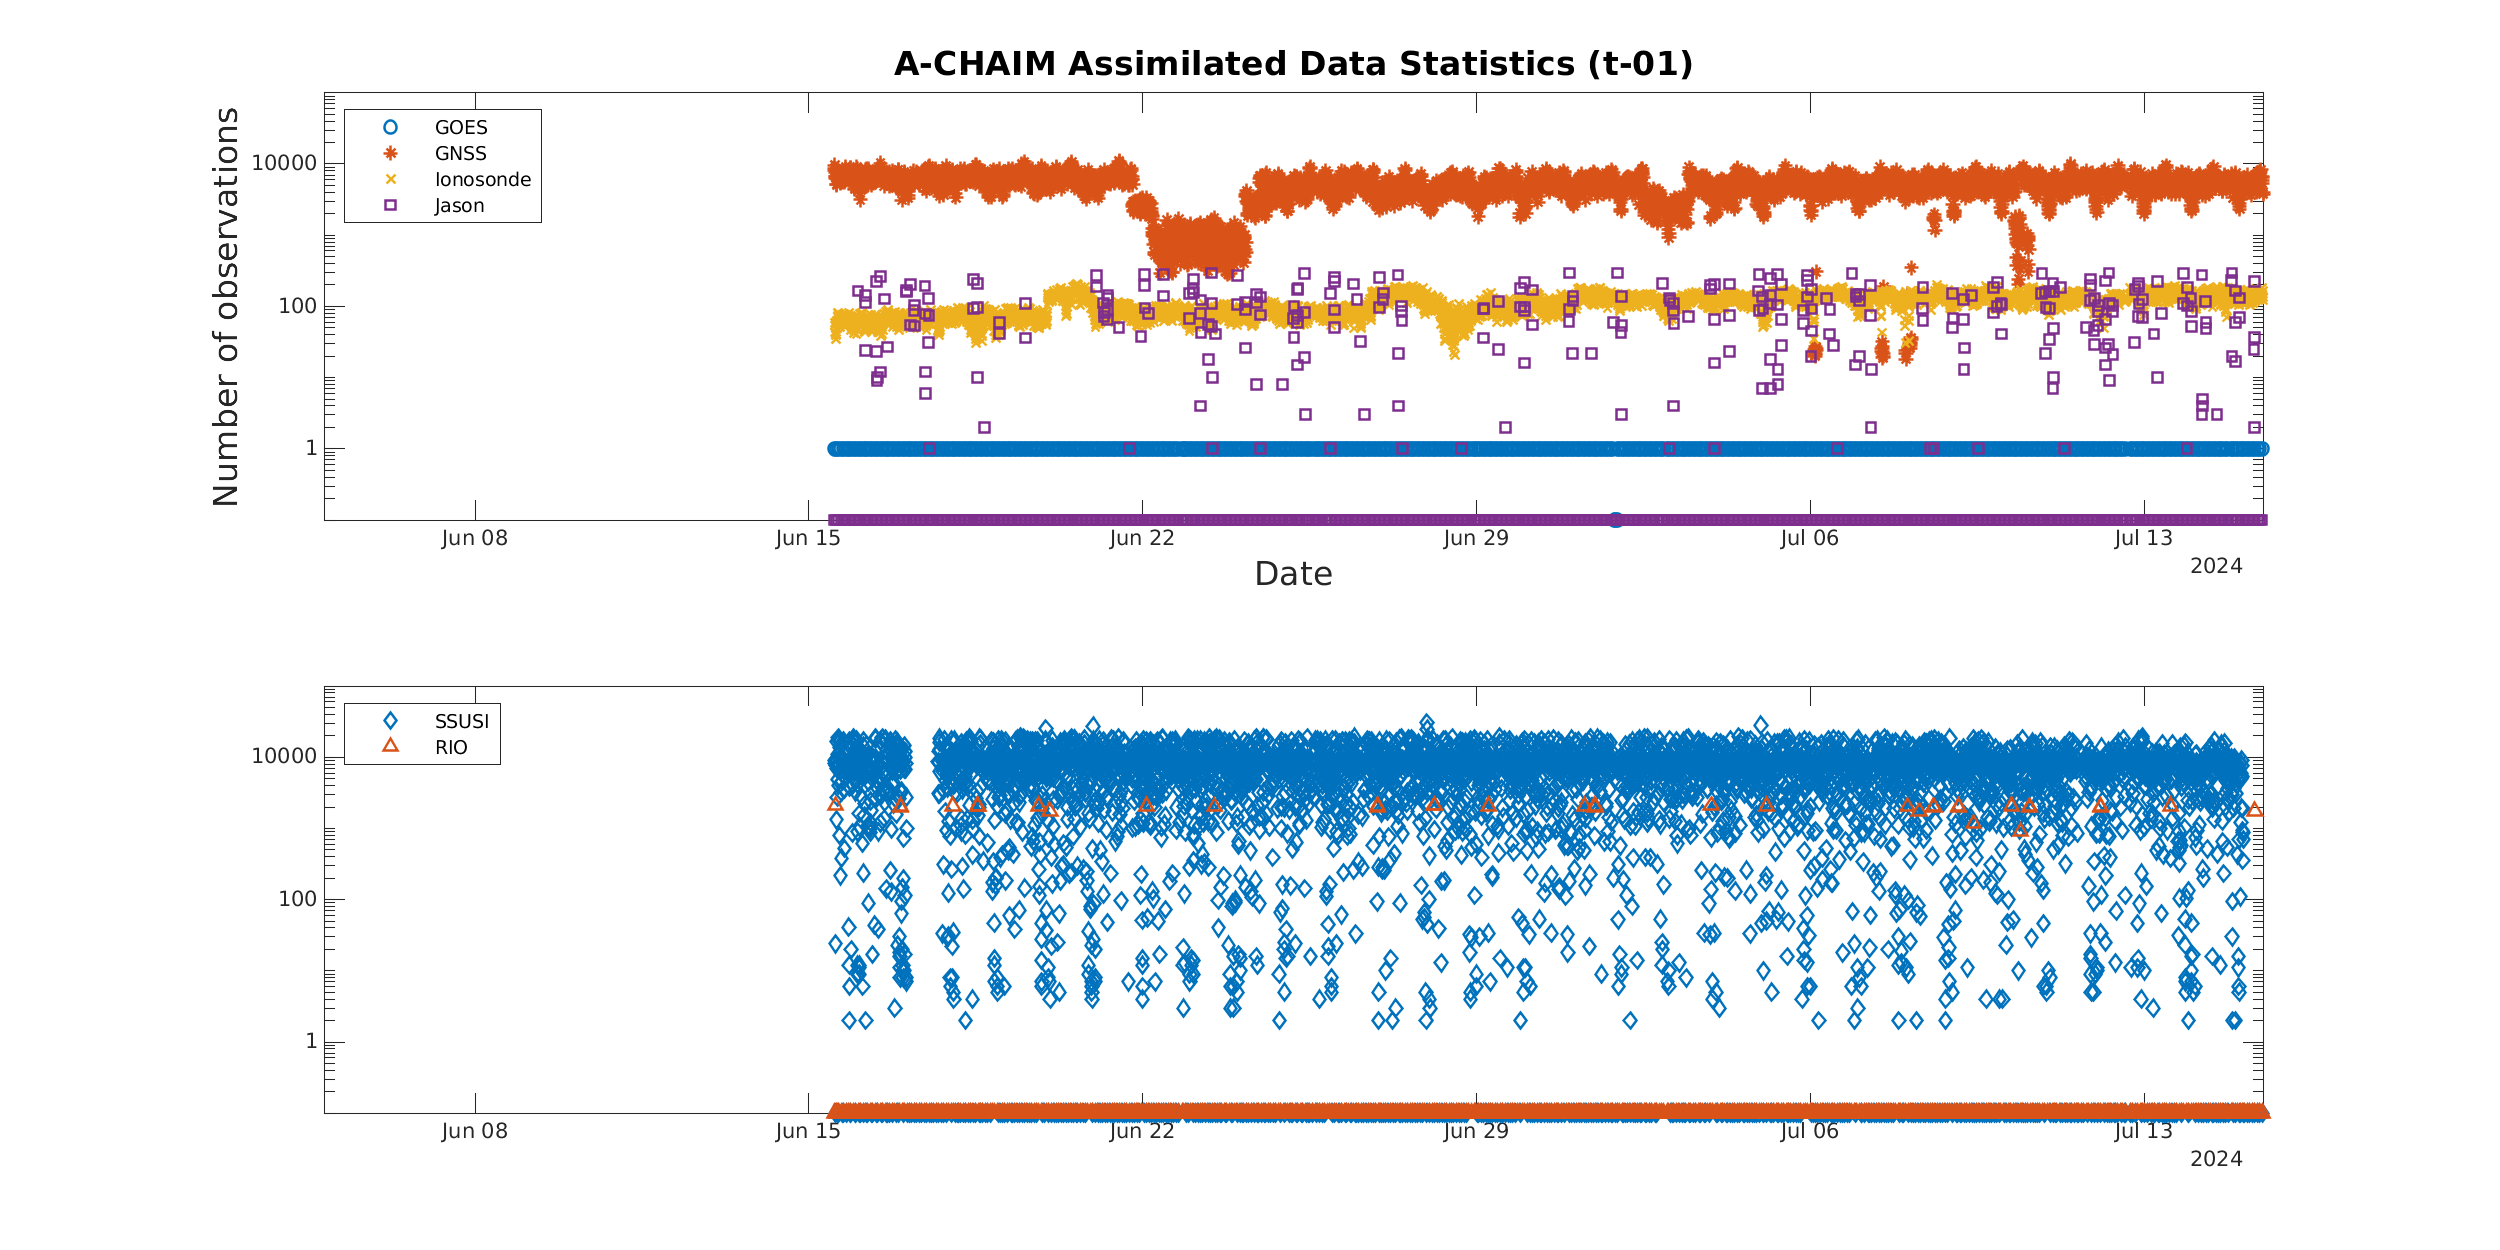 A-CHAIM Assimilated Data Statistics (t-01)
Number of observations
10000
100
1
GOES
GNSS
Ionosonde
Jason
Jun 08
Jun 15
Jun 22
Jun 29
Jul 06
Jul 13
2024
Date
10000
100
1
SSUSI
RIO
Jun 08
Jun 15
Jun 22
Jun 29
Jul 06
Jul 13
2024